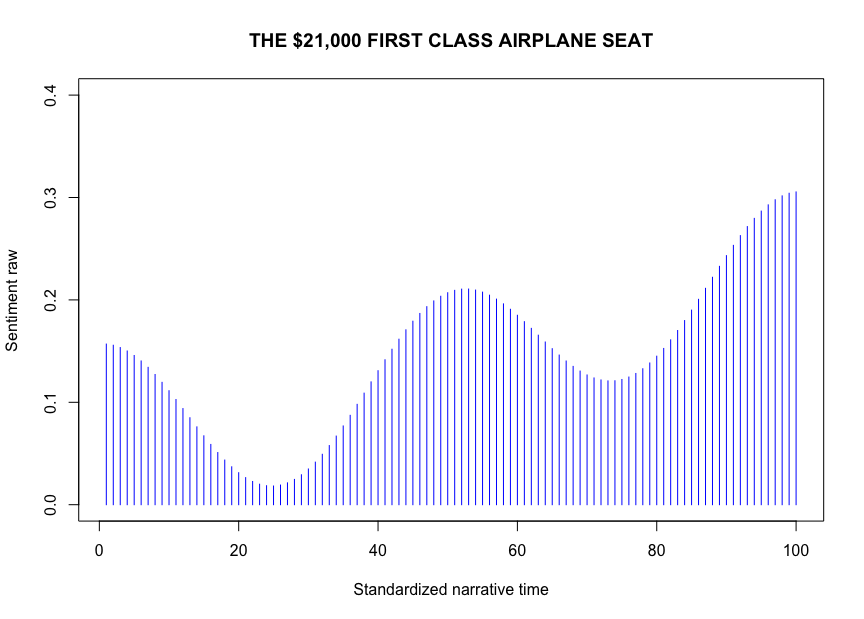 THE $21,000 FIRST CLASS AIRPLANE SEAT
0.4
0.3
0.2
0.1
0.0
Sentiment raw
0 20 40 60 80 100
Standardized narrative time